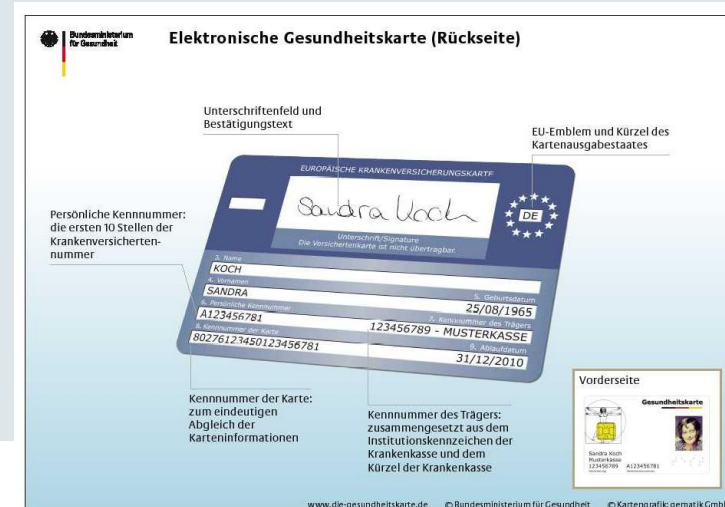 Bundesministerium
für Gesundheit
Elektronische Gesundheitskarte (Rückseite)
Unterschriftenfeld und
Bestätigungstext
EU-Emblem und Kürzel des
Kartenausgabestaates
Persönliche Kennnummer:
die ersten 10 Stellen der
Krankenversicherten-
nummer
EUROPÄISCHE KRANKENVERSICHERUNGSKARTE
Sandra Koch
DE
Unterschrift/Signature
Die Versichertenkarte ist nicht übertragbar.
3. Name
KOCH
4. Vornamen
5. Geburtsdatum
SANDRA
25/08/1965
6. Persönliche Kennnummer
7. Kennnummer des Trägers
A123456781
123456789 - MUSTERKASSE
8. Kennnummer der Karte
9. Ablaufdatum
80276123450123456781
31/12/2010
Kennnummer der Karte:
zum eindeutigen
Abgleich der
Karteninformationen
Kennnummer des Trägers:
zusammengesetzt aus dem
Institutionskennzeichen der
Krankenkasse und dem
Kürzel der Krankenkasse
Vorderseite
Gesundheitskarte
Sandra Koch
Musterkasse
123456789 A123456781
www.die-gesundheitskarte.de © Bundesministerium für Gesundheit © Kartengrafik: gematik GmbH